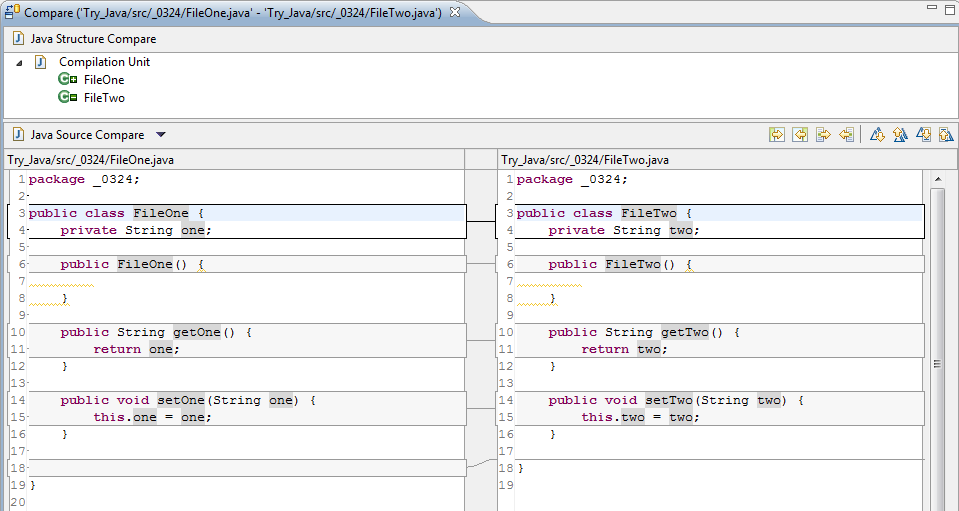 Compare ('Try_Java/src/_0324/FileOne.java' - 'Try_Java/src/_0324/FileTwo.java')
Java Structure Compare
Compilation Unit
FileOne
FileTwo
Java Source Compare
Try_Java/src/_0324/FileOne.java
1 package _0324;
2
3 public class FileOne {
4 private String one;
5
6 public FileOne() {
7
8 }
9
10 public String getOne() {
11 return one;
12 }
13
14 public void setOne(String one) {
15 this.one = one;
16 }
17
18
19 }
20
Try_Java/src/_0324/FileTwo.java
1 package _0324;
2
3 public class FileTwo {
4 private String two;
5
6 public FileTwo() {
7
8 }
9
10 public String getTwo() {
11 return two;
12 }
13
14 public void setTwo(String two) {
15 this.two = two;
16 }
17
18 }
19